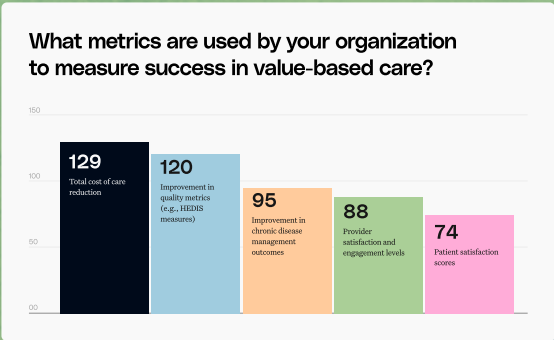 What metrics are used by your organization
to measure success in value-based care?
150
100
50
00
129
Total cost of care
reduction
120
Improvement in
quality metrics
(e.g., HEDIS
measures)
95
Improvement in
chronic disease
management
outcomes
88
Provider
satisfaction and
engagement levels
74
Patient satisfaction
scores